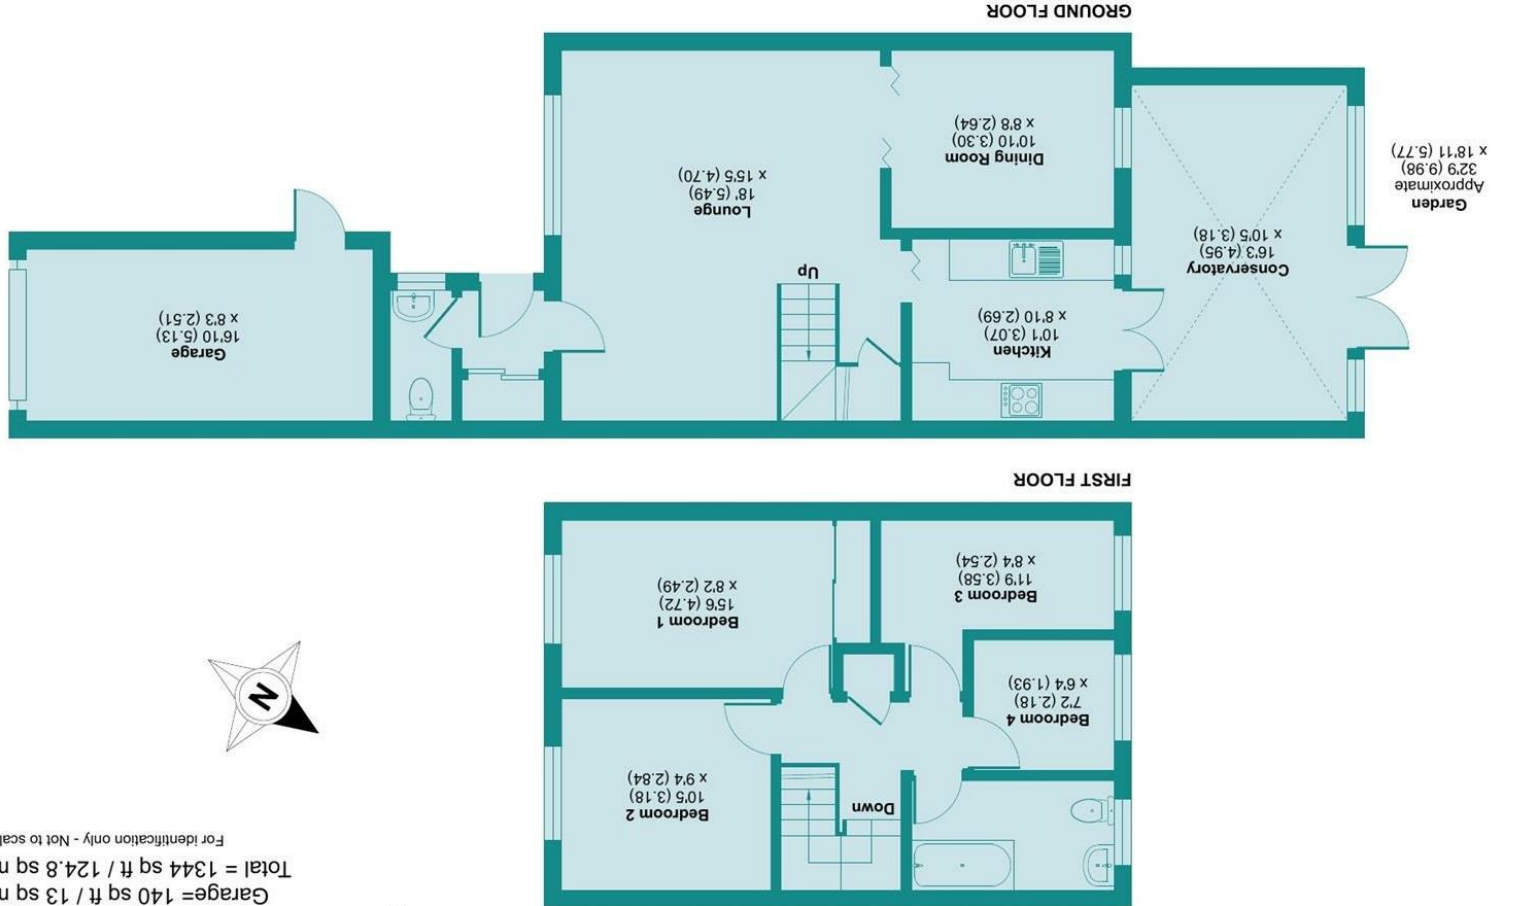 Garage= 140 sq ft / 13 sq
Total = 1344 sq ft / 124.8 sq
For identification only - Not to
Down
Bedroom 2
10'5 (3.18)
x 9'4 (2.84)
N
Bedroom 4
7'2 (2.18)
x 6'4 (1.93)
Bedroom 3
11'9 (3.58)
x 8'4 (2.54)
Bedroom 1
15'6 (4.72)
x 8'2 (2.49)
FIRST FLOOR
Kitchen
10'1 (3.07)
x 8'10 (2.69)
Garage
16'10 (5.13)
x 8'3 (2.51)
Up
Conservatory
16'3 (4.95)
x 10'5 (3.18)
Garden
Approximate
32'9 (9.98)
x 18'11 (5.77)
Lounge
18' (5.49)
x 15'5 (4.70)
Dining Room
10'10 (3.30)
x 8'8 (2.64)
GROUND FLOOR